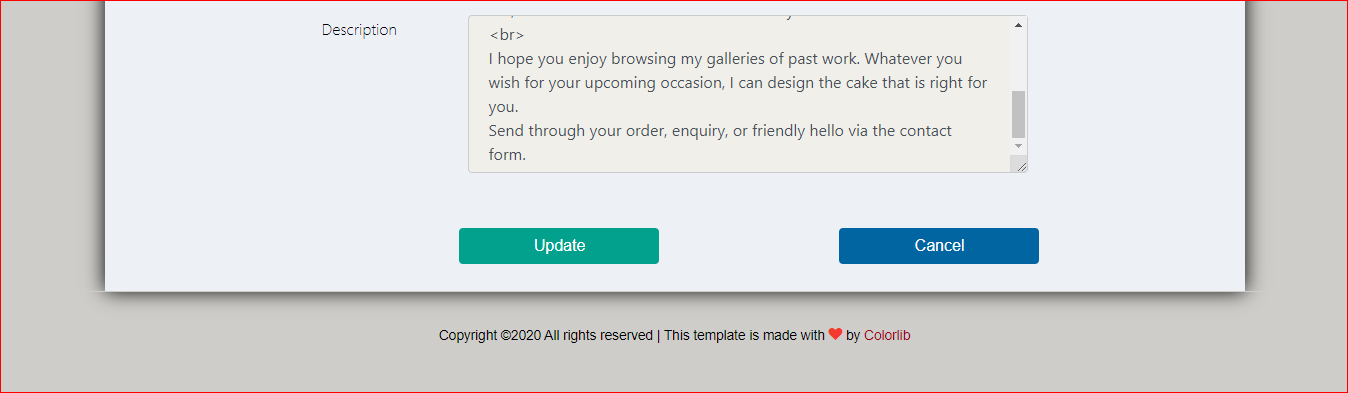 Description
<br>
I hope you enjoy browsing my galleries of past work. Whatever you
wish for your upcoming occasion, I can design the cake that is right for
you.
Send through your order, enquiry, or friendly hello via the contact
form.
Update
Cancel
Copyright ©2020 All rights reserved | This template is made with ❤ by Colorlib